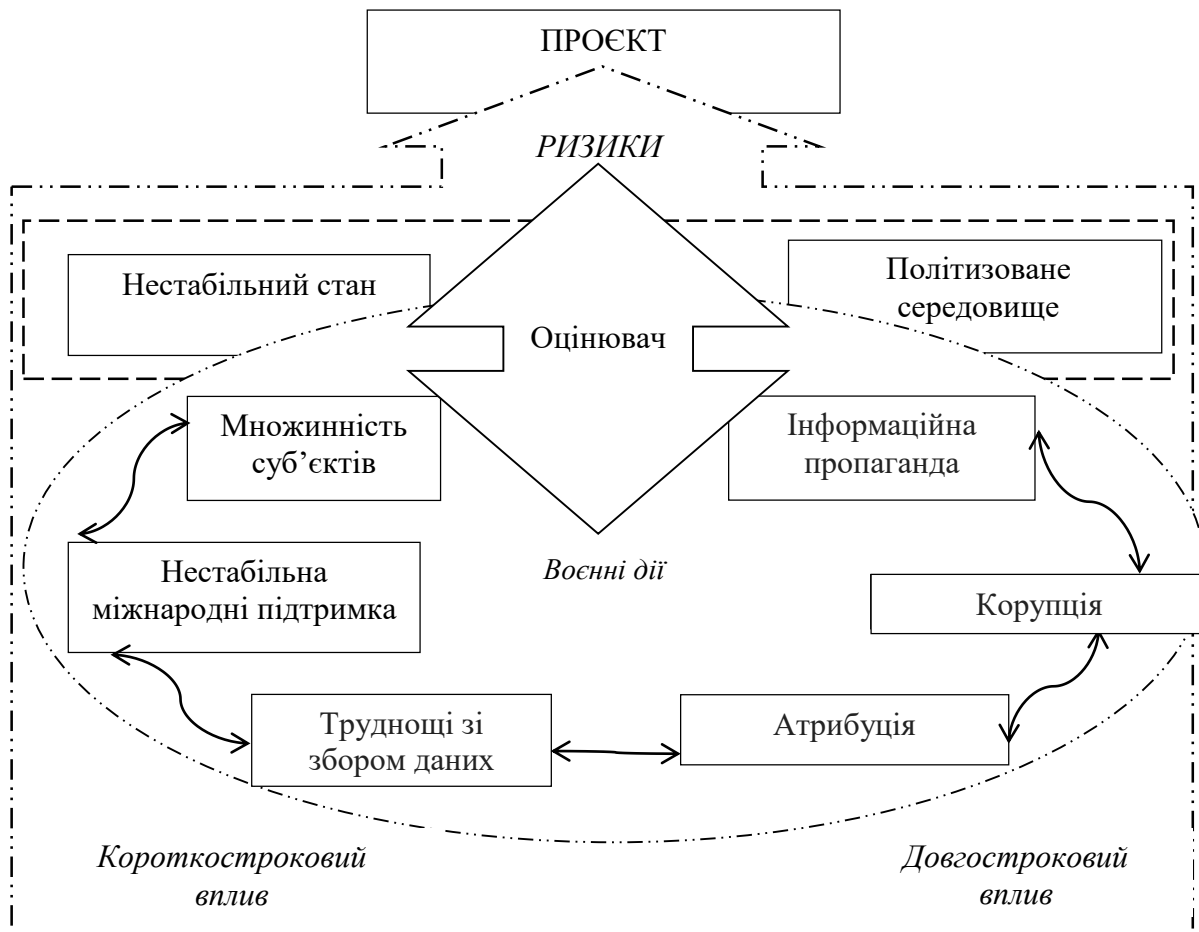 ПРОЄКТ
РИЗИКИ
Нестабільний стан
Політизоване
середовище
Оцінювач
Множинність
суб’єктів
Інформаційна
пропаганда
Нестабільна
міжнародні підтримка
Воєнні дії
Корупція
Труднощі зі
збором даних
Атрибуція
Короткостроковий
вплив
Довгостроковий
вплив